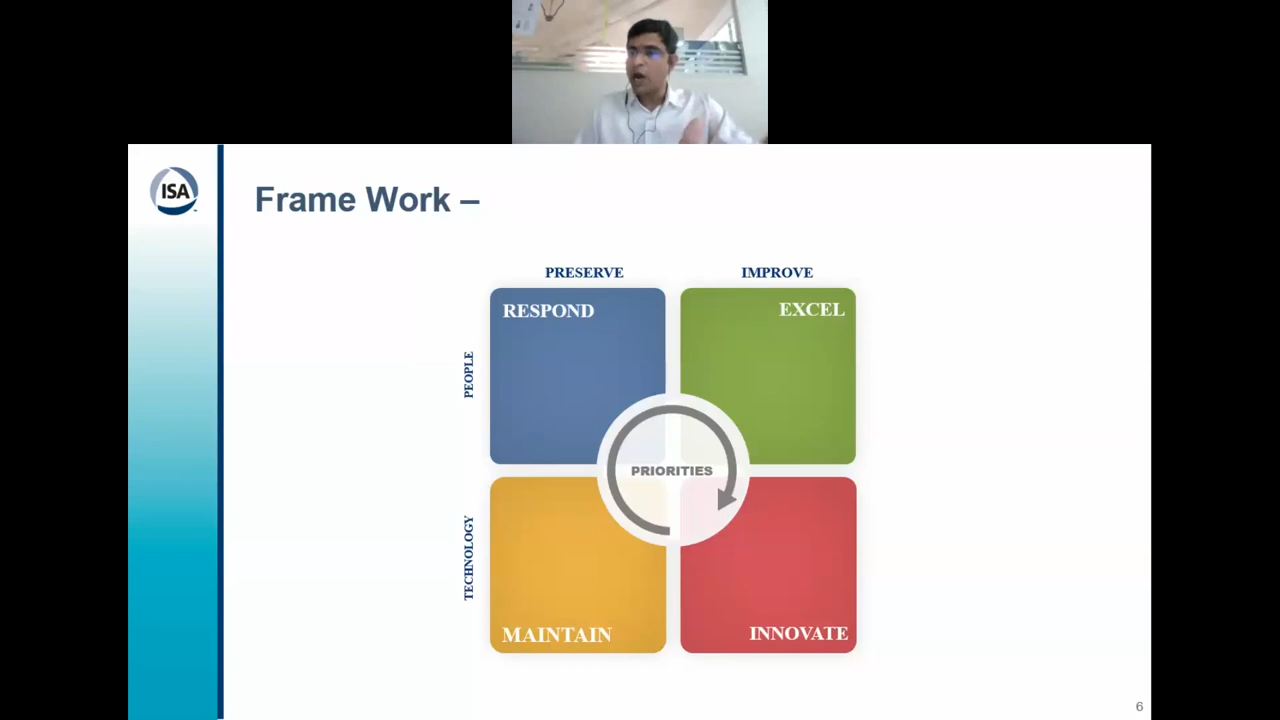 ISA
Frame Work –
PRESERVE
IMPROVE
RESPOND
EXCEL
PEOPLE
PRIORITIES
TECHNOLOGY
MAINTAIN
INNOVATE
6